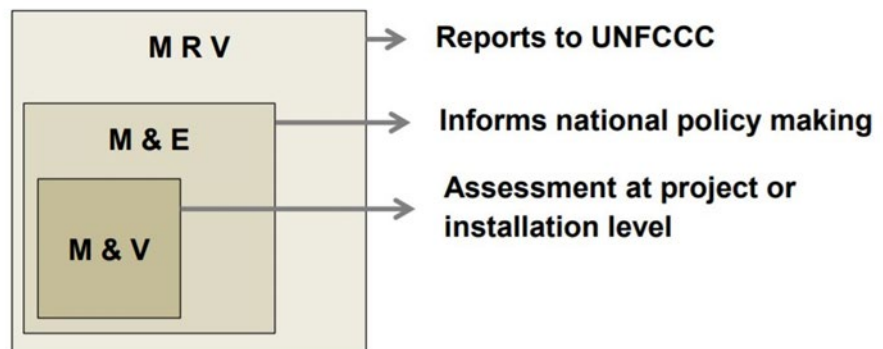 M R V
Reports to UNFCCC
M & E
Informs national policy making
M & V
Assessment at project or
installation level